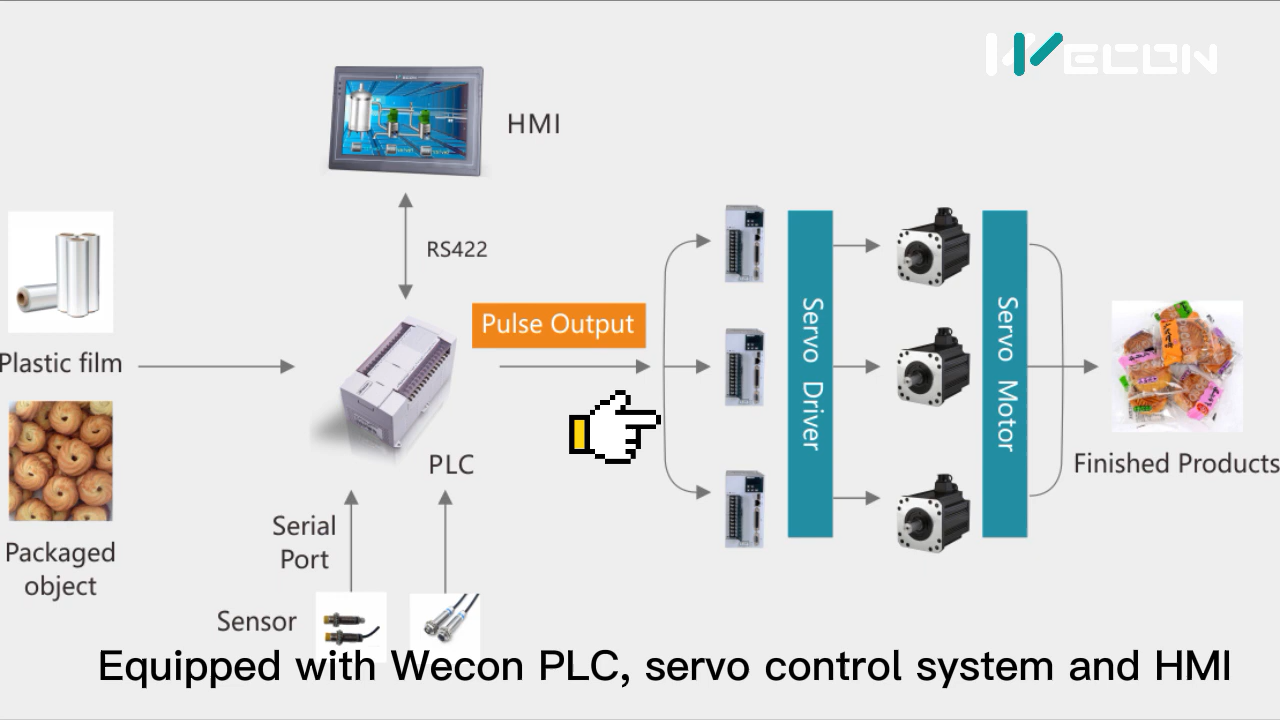 WECON
HMI
RS422
Pulse Output
Plastic film
PLC
Servo Driver
Servo Motor
Finished Products
Packaged
object
Serial
Port
Sensor
Equipped with Wecon PLC, servo control system and HMI